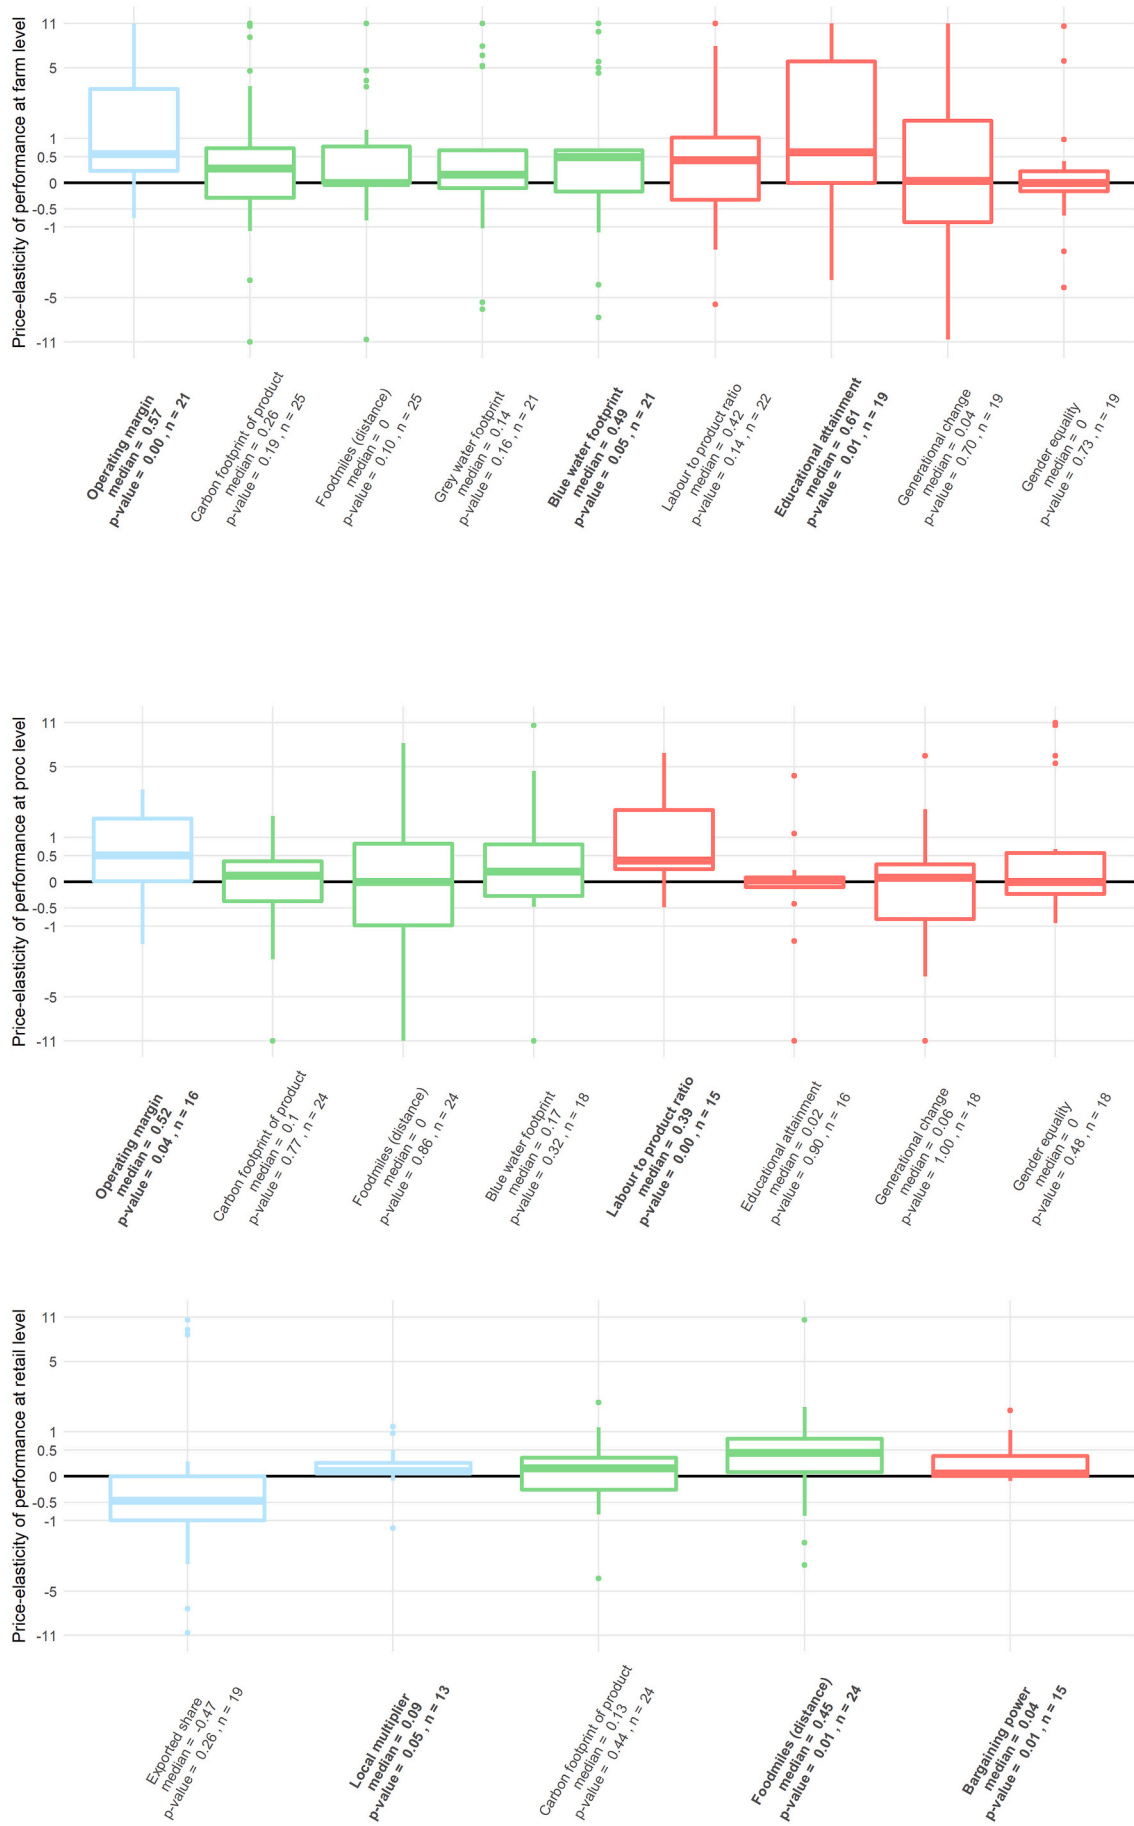 Price-elasticity of performance at farm level
11
5
1
0.5
0
-0.5
-1
-5
-11
Operating margin
median = 0.57
p-value = 0.00 , n = 21
Carbon footprint of product
median = 0.26
p-value = 0.19 , n = 25
Foodmiles (distance)
median = 0
p-value = 0.10 , n = 25
Grey water footprint
median = 0.14
p-value = 0.16 , n = 21
Blue water footprint
median = 0.49
p-value = 0.05 , n = 21
Labour to product ratio
median = 0.42
p-value = 0.14 , n = 22
Educational attainment
median = 0.61
p-value = 0.01 , n = 19
Generational change
median = 0.04
p-value = 0.70 , n = 19
Gender equality
median = 0
p-value = 0.73 , n = 19
Price-elasticity of performance at proc level
11
5
1
0.5
0
-0.5
-1
-5
-11
Operating margin
median = 0.52
p-value = 0.04 , n = 16
Carbon footprint of product
median = 0.1
p-value = 0.77 , n = 24
Foodmiles (distance)
median = 0
p-value = 0.86 , n = 24
Blue water footprint
median = 0.17
p-value = 0.32 , n = 18
Labour to product ratio
median = 0.39
p-value = 0.00 , n = 15
Educational attainment
median = 0.02
p-value = 0.90 , n = 16
Generational change
median = 0.06
p-value = 1.00 , n = 18
Gender equality
median = 0
p-value = 0.48 , n = 18
Price-elasticity of performance at retail level
11
5
1
0.5
0
-0.5
-1
-5
-11
Exported share
median = -0.47
p-value = 0.26 , n = 19
Local multiplier
median = 0.09
p-value = 0.05 , n = 13
Carbon footprint of product
median = 0.13
p-value = 0.44 , n = 24
Foodmiles (distance)
median = 0.45
p-value = 0.01 , n = 24
Bargaining power
median = 0.04
p-value = 0.01 , n = 15